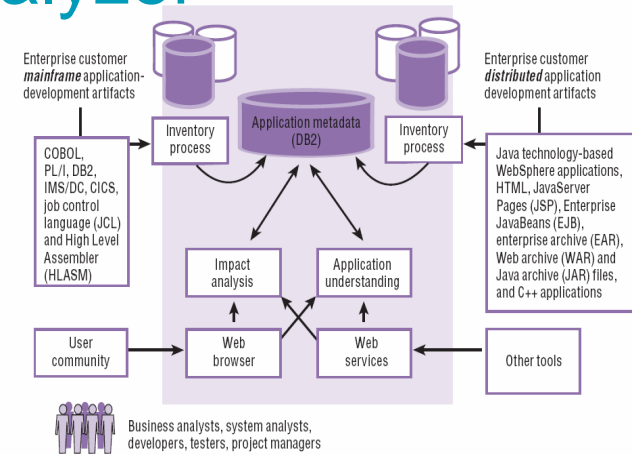 Enterprise customer
mainframe application-
development artifacts
Enterprise customer
distributed application
development artifacts
Inventory
process
Application metadata
(DB2)
Inventory
process
COBOL,
PL/I, DB2,
IMS/DC, CICS,
job control
language (JCL)
and High Level
Assembler
(HLASM)
Java technology-based
WebSphere applications,
HTML, JavaServer
Pages (JSP), Enterprise
JavaBeans (EJB),
enterprise archive (EAR),
Web archive (WAR) and
Java archive (JAR) files,
and C++ applications
Impact
analysis
Application
understanding
User
community
Web
browser
Web
services
Other tools
Business analysts, system analysts,
developers, testers, project managers